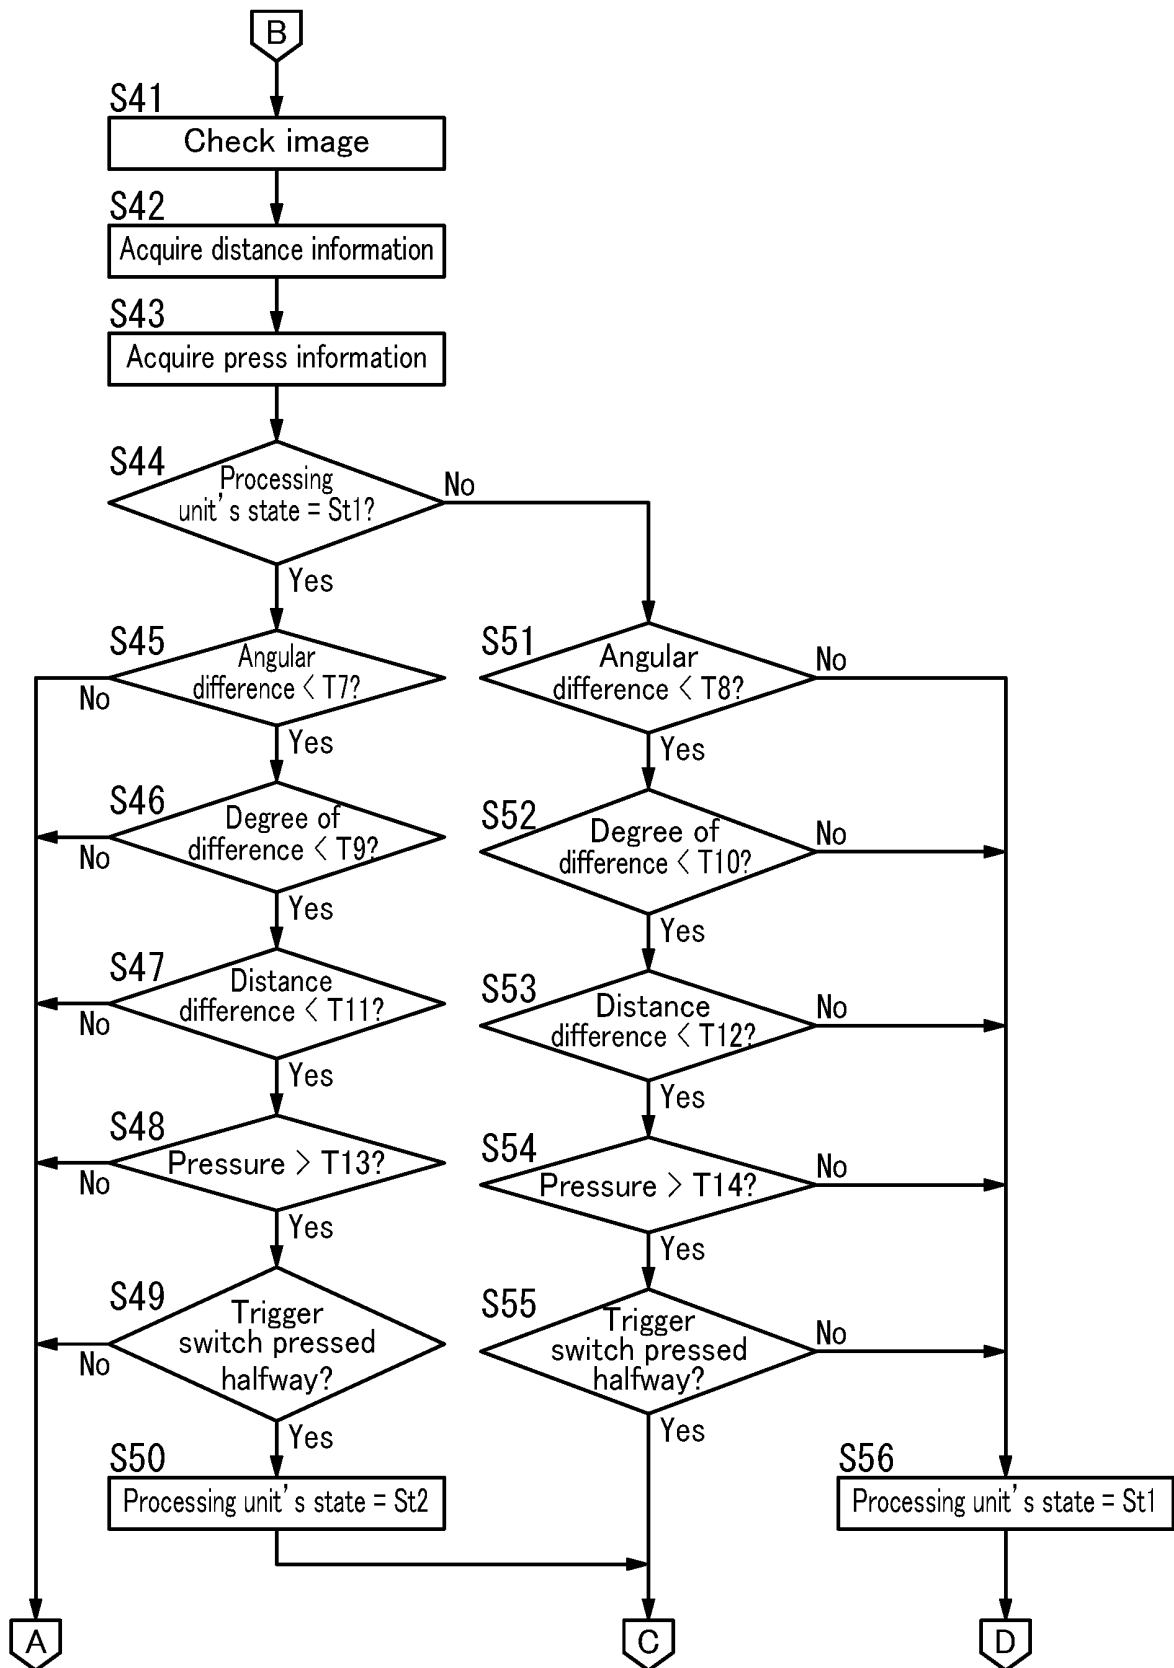 B
S41
Check image
S42
Acquire distance information
S43
Acquire press information
S44
Processing
unit's state = St1?
No
Yes
S45
Angular
difference < T7?
No
Yes
S46
Degree of
difference < T9?
No
Yes
S47
Distance
difference < T11?
No
Yes
S48
Pressure > T13?
No
Yes
S49
Trigger
switch pressed
halfway?
No
Yes
S50
Processing unit's state = St2
S51
Angular
difference < T8?
No
Yes
S52
Degree of
difference < T10?
No
Yes
S53
Distance
difference < T12?
No
Yes
S54
Pressure > T14?
No
Yes
S55
Trigger
switch pressed
halfway?
No
Yes
S56
Processing unit's state = St1
A
C
D